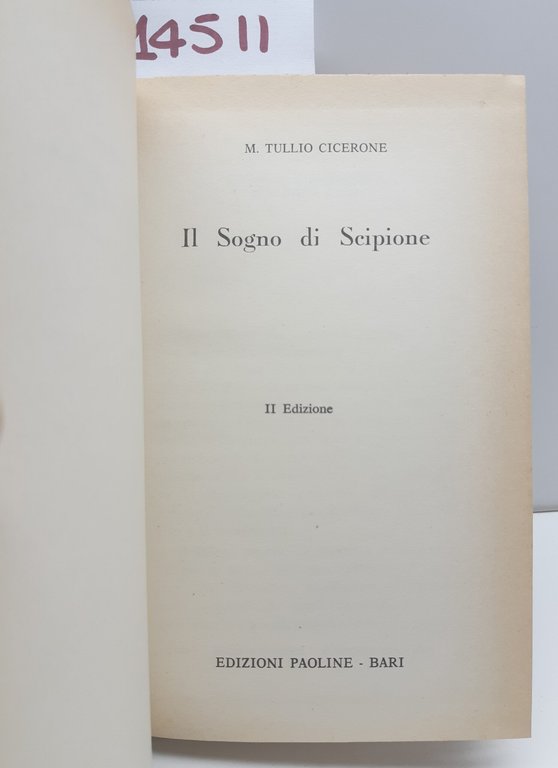 14511
M. TULLIO CICERONE
Il Sogno di Scipione
II Edizione
EDIZIONI PAOLINE - BARI